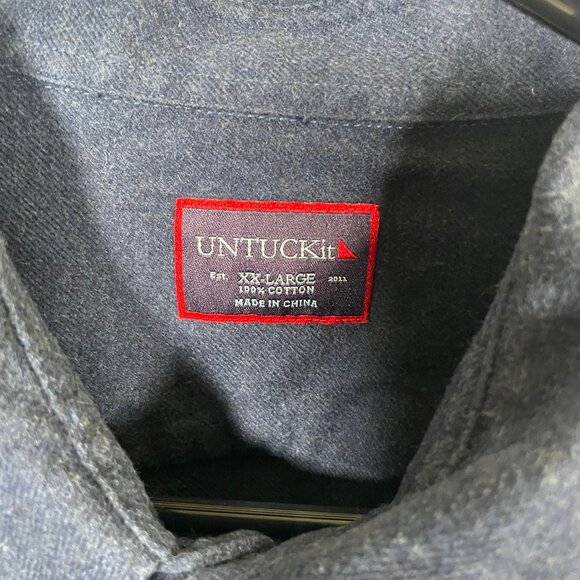 UNTUCKit
Est. XX-LARGE 2011
100% COTTON
MADE IN CHINA